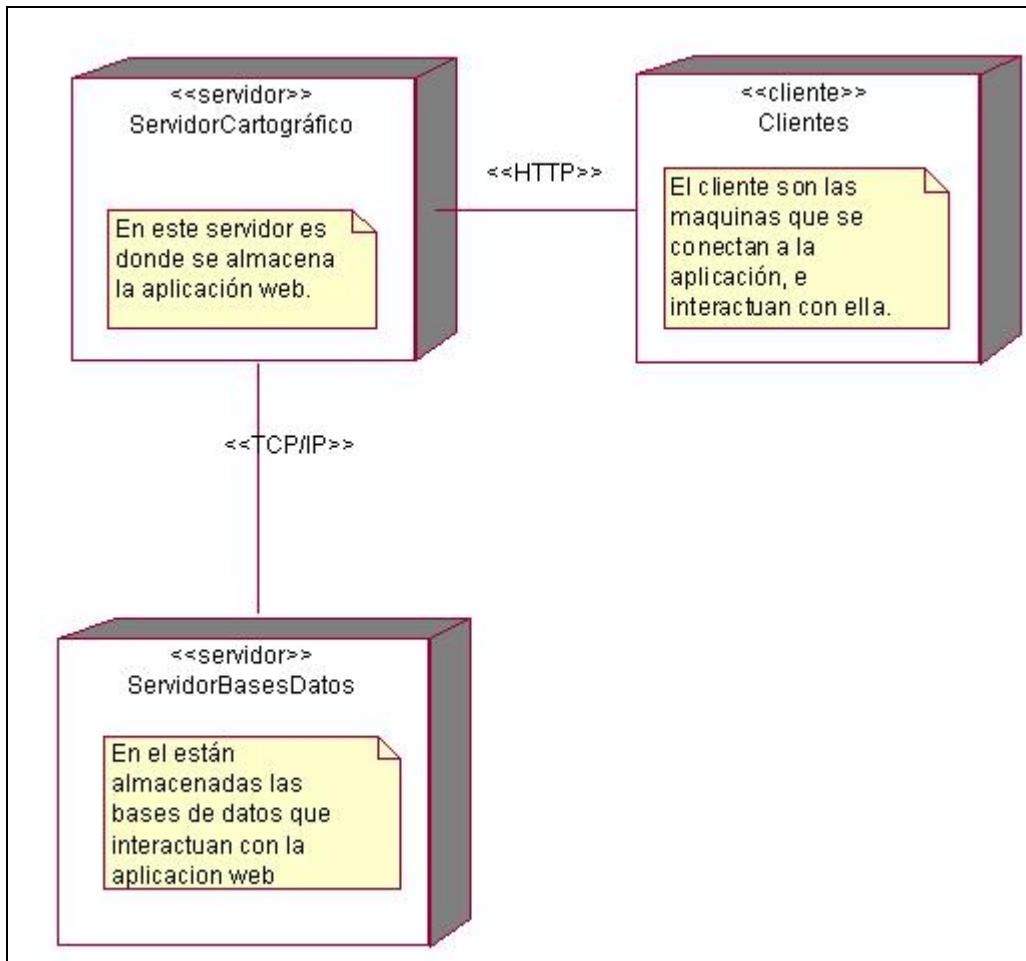 <<servidor>>
ServidorCartográfico
En este servidor es
donde se almacena
la aplicación web.
<<HTTP>>
<<cliente>>
Clientes
El cliente son las
maquinas que se
conectan a la
aplicación, e
interactuan con ella.
<<TCP/IP>>
<<servidor>>
ServidorBasesDatos
En el están
almacenadas las
bases de datos que
interactuan con la
aplicacion web